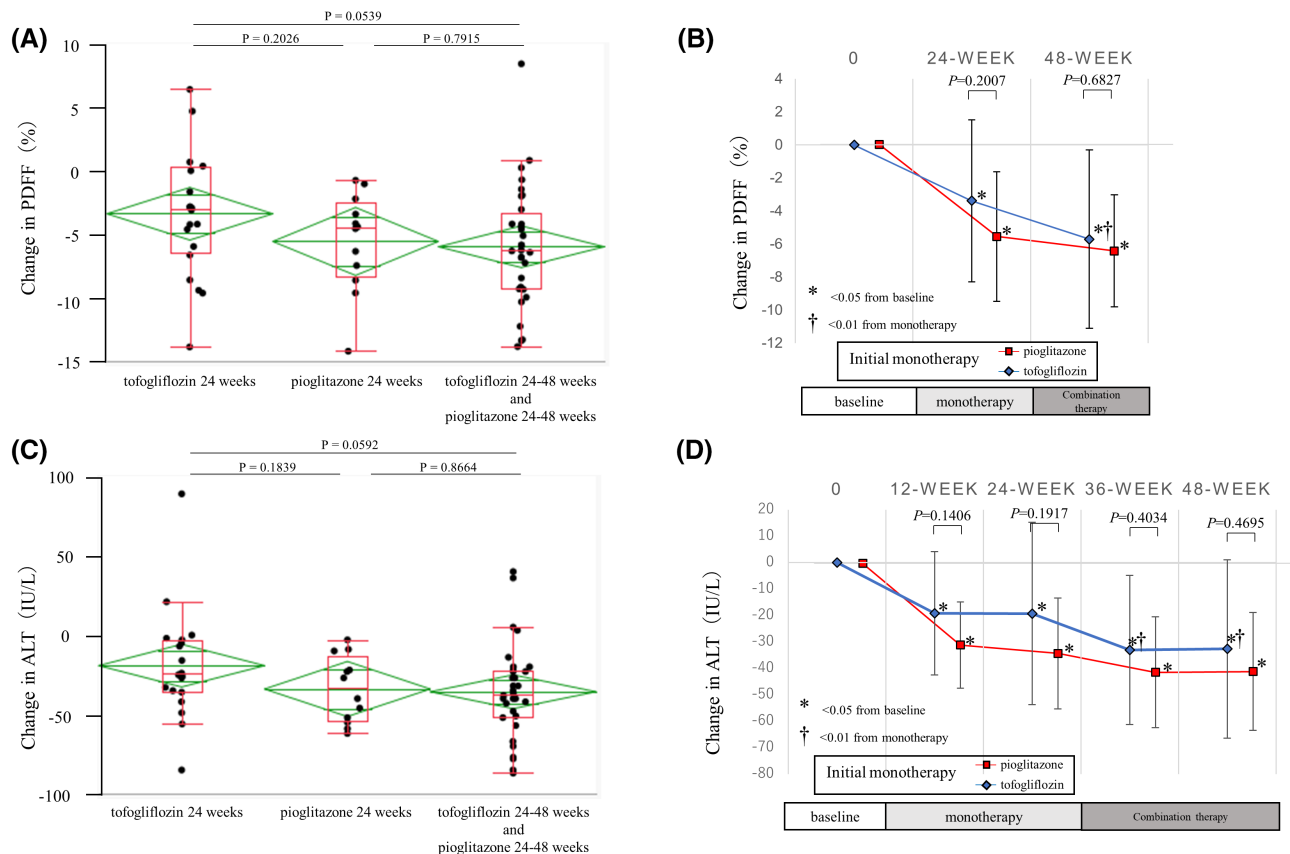 (A)
P = 0.0539
P = 0.2026
P = 0.7915
Change in PDFF (%)
10
5
0
-5
-10
-15
tofogliflozin 24 weeks
pioglitazone 24 weeks
tofogliflozin 24-48 weeks
and
pioglitazone 24-48 weeks
(B)
0
24-WEEK
48-WEEK
P=0.2007
P=0.6827
Change in PDFF (%)
4
2
0
-2
-4
-6
-8
-10
-12
*
*
*†
*
* <0.05 from baseline
† <0.01 from monotherapy
Initial monotherapy
pioglitazone
tofogliflozin
baseline
monotherapy
Combination
therapy
(C)
P = 0.0592
P = 0.1839
P = 0.8664
Change in ALT (IU/L)
100
50
0
-50
-100
tofogliflozin 24 weeks
pioglitazone 24 weeks
tofogliflozin 24-48 weeks
and
pioglitazone 24-48 weeks
(D)
0
12-WEEK
24-WEEK
36-WEEK
48-WEEK
P=0.1406
P=0.1917
P=0.4034
P=0.4695
Change in ALT (IU/L)
20
10
0
-10
-20
-30
-40
-50
-60
-70
-80
*
*
*
*
*†
*
*†
*
* <0.05 from baseline
† <0.01 from monotherapy
Initial monotherapy
pioglitazone
tofogliflozin
baseline
monotherapy
Combination therapy